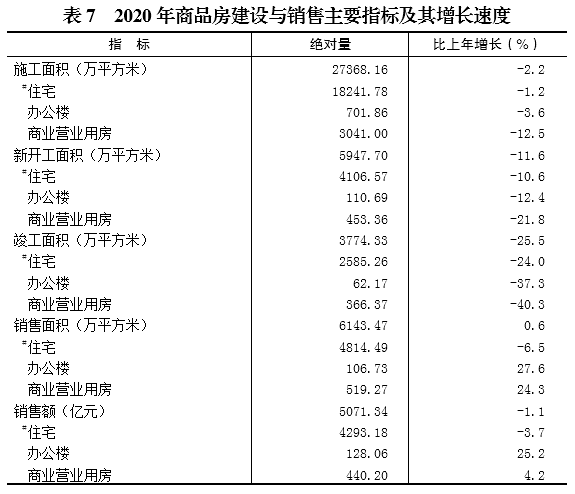 表 7 2020 年商品房建设与销售主要指标及其增长速度
指 标 绝对量 比上年增长（%）
施工面积（万平方米） 27368.16 -2.2
#住宅 18241.78 -1.2
办公楼 701.86 -3.6
商业营业用房 3041.00 -12.5
新开工面积（万平方米） 5947.70 -11.6
#住宅 4106.57 -10.6
办公楼 110.69 -12.4
商业营业用房 453.36 -21.8
竣工面积（万平方米） 3774.33 -25.5
#住宅 2585.26 -24.0
办公楼 62.17 -37.3
商业营业用房 366.37 -40.3
销售面积（万平方米） 6143.47 0.6
#住宅 4814.49 -6.5
办公楼 106.73 27.6
商业营业用房 519.27 24.3
销售额（亿元） 5071.34 -1.1
#住宅 4293.18 -3.7
办公楼 128.06 25.2
商业营业用房 440.20 4.2